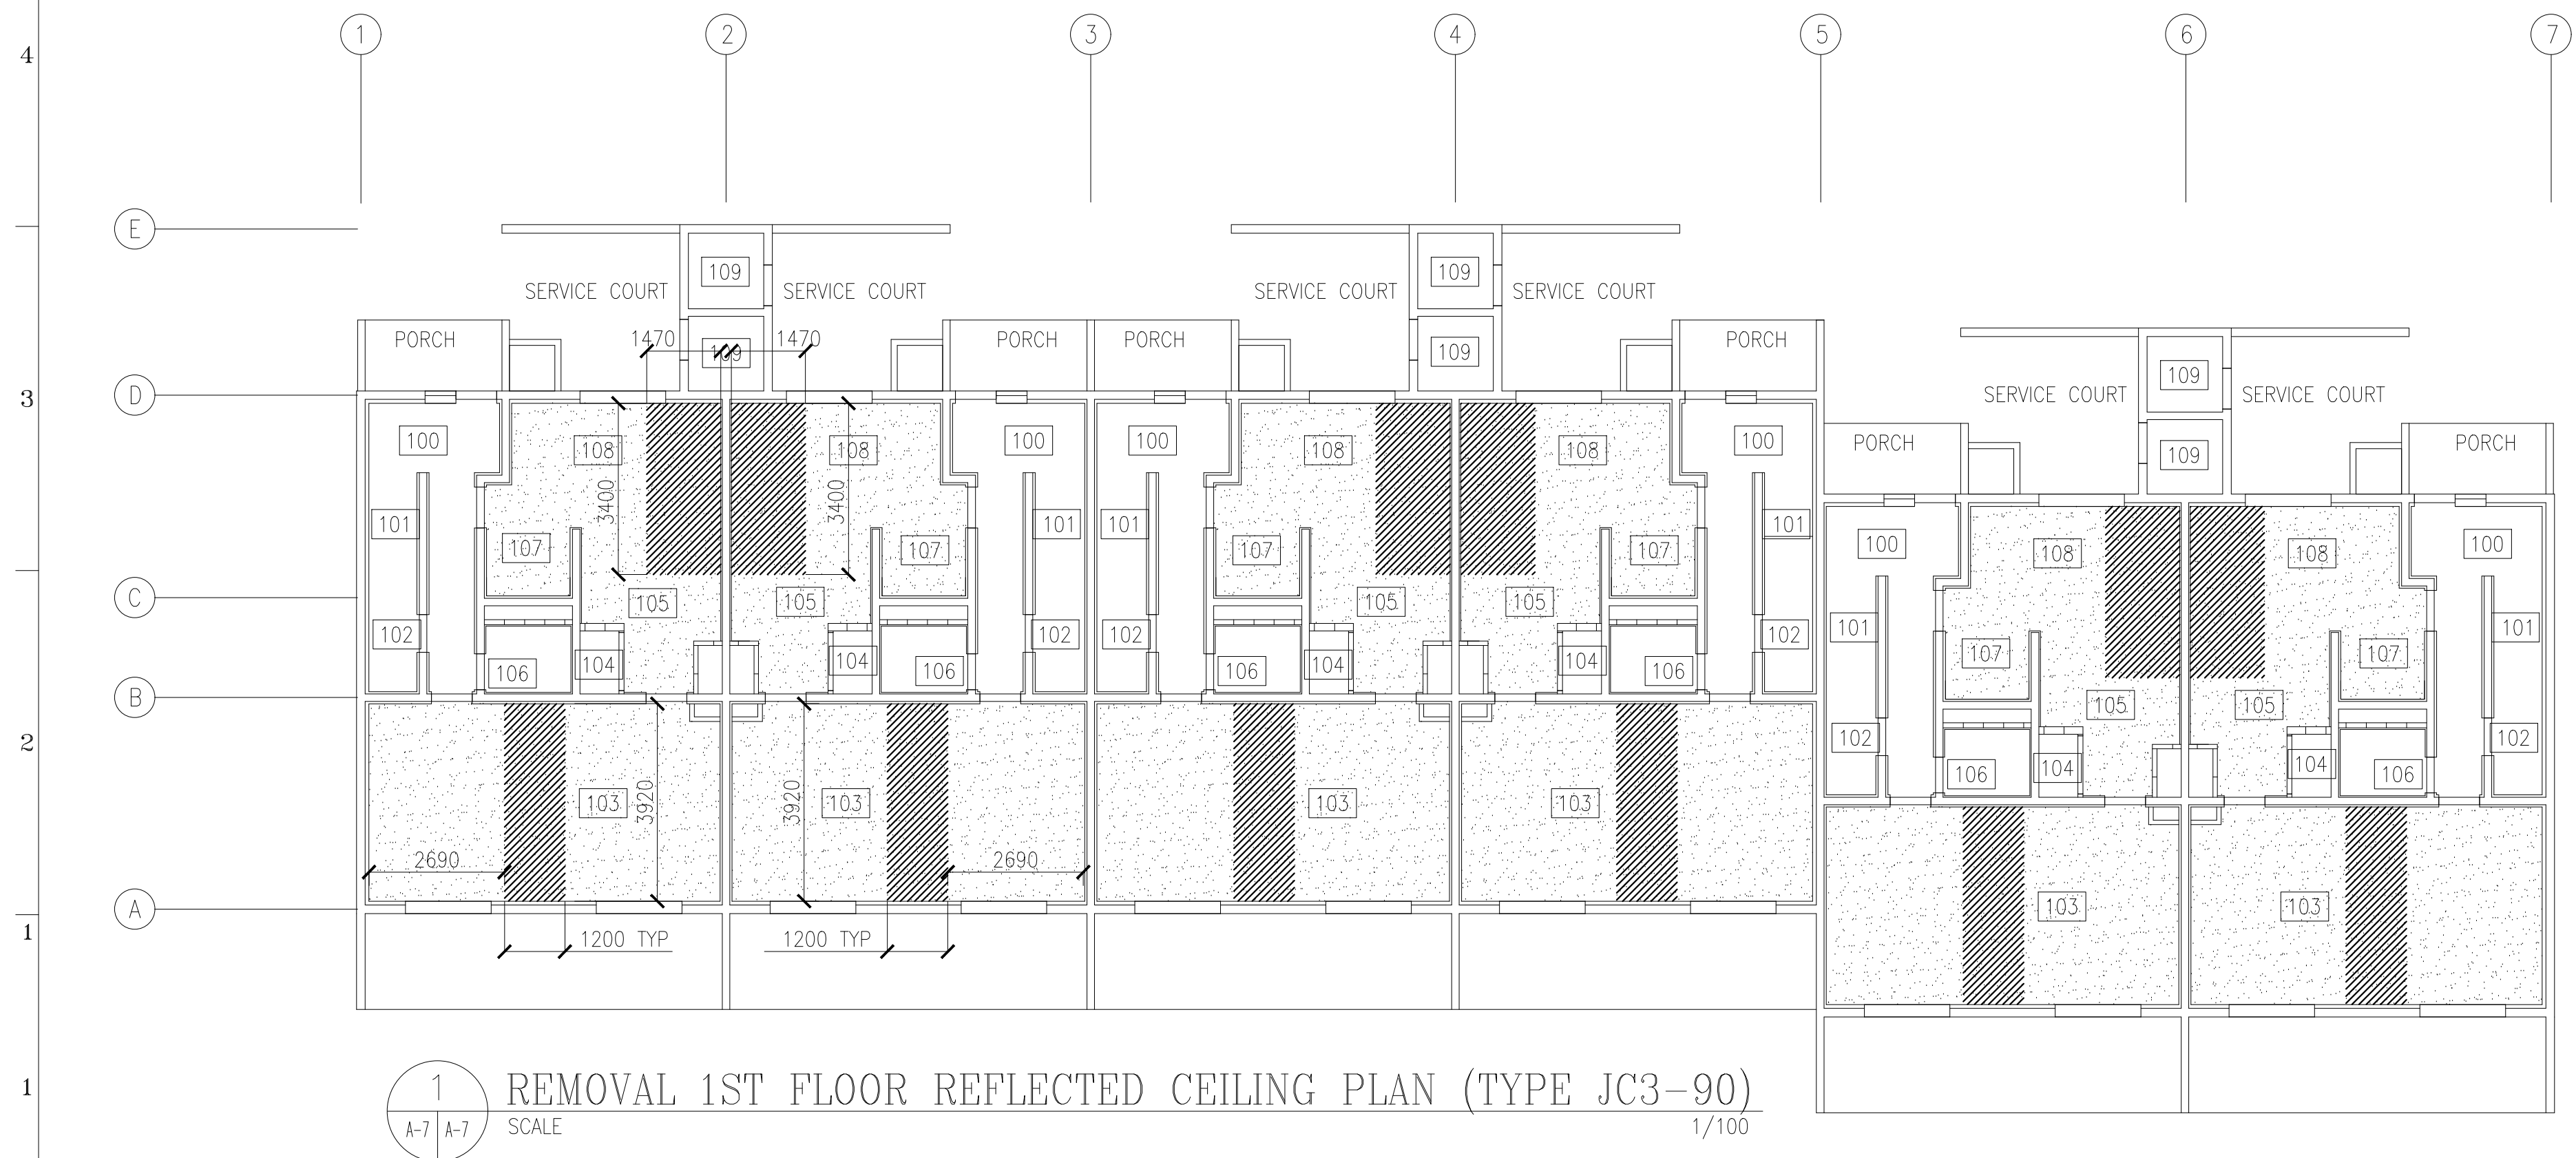 4
1 2 3 4 5 6 7
E
109 109
SERVICE COURT SERVICE COURT SERVICE COURT SERVICE COURT
PORCH 1470 109 1470 PORCH PORCH 109 PORCH
109
SERVICE COURT SERVICE COURT
3
D
100 108 108 100 100 108 108 100
PORCH 109 PORCH
3400 3400
101 107 107 101 101 107 107 101
100 108 108 100
C
105 105 105 105
102 106 104 104 106 102 102 106 104 104 106 102
101 107 107 101
B
105 105
102 106 104 104 106 102
2
103 3920 3920 103 103 103
2690 2690
A
103 103
1
1200 TYP 1200 TYP
1
1 REMOVAL 1ST FLOOR REFLECTED CEILING PLAN (TYPE JC3-90)
A-7 A-7 SCALE 1/100